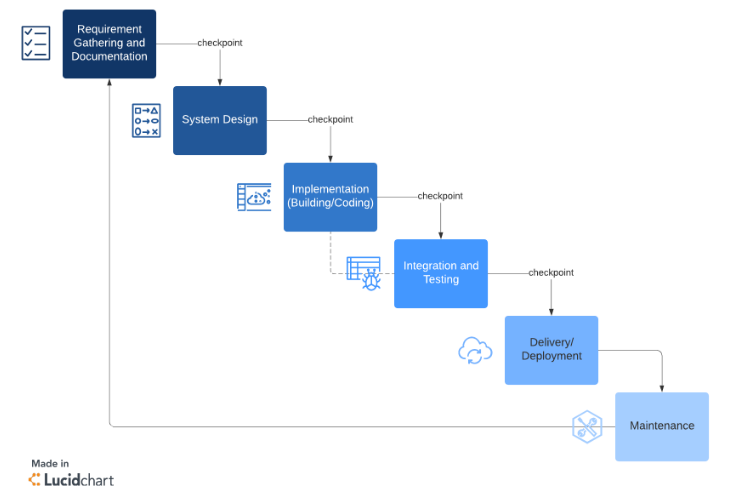 Requirement
Gathering and
Documentation
checkpoint
System Design
checkpoint
Implementation
(Building/Coding)
checkpoint
Integration and
Testing
checkpoint
Delivery/
Deployment
Maintenance
Made in
Lucidchart